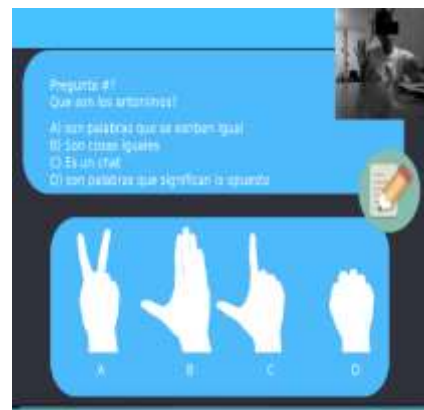 Pregunta #1
Que son los antonimos?
A) son palabras que se escriben igual
B) Son cosas iguales
C) Es un chat
D) son palabras que significan lo opuesto
A B C D